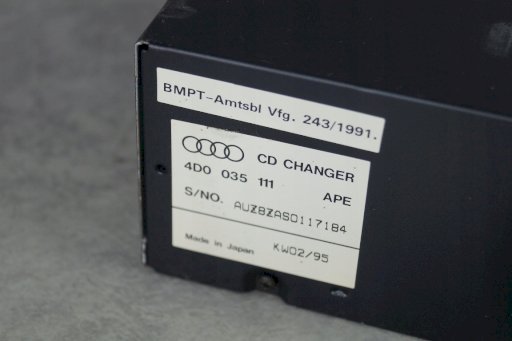 BMPT-Amtsbl Vfg. 243/1991.
CD CHANGER
4D0 035 111 APE
S/NO. AUZBZAS0117184
Made in Japan KW02/95